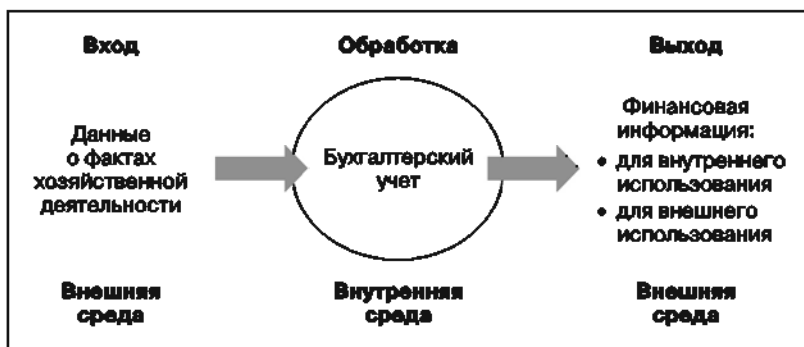 Вход
Обработка
Выход
Данные
о фактах
хозяйственной
деятельности
Бухгалтерский
учет
Финансовая
информация:
• для внутреннего
использования
• для внешнего
использования
Внешняя
среда
Внутренняя
среда
Внешняя
среда